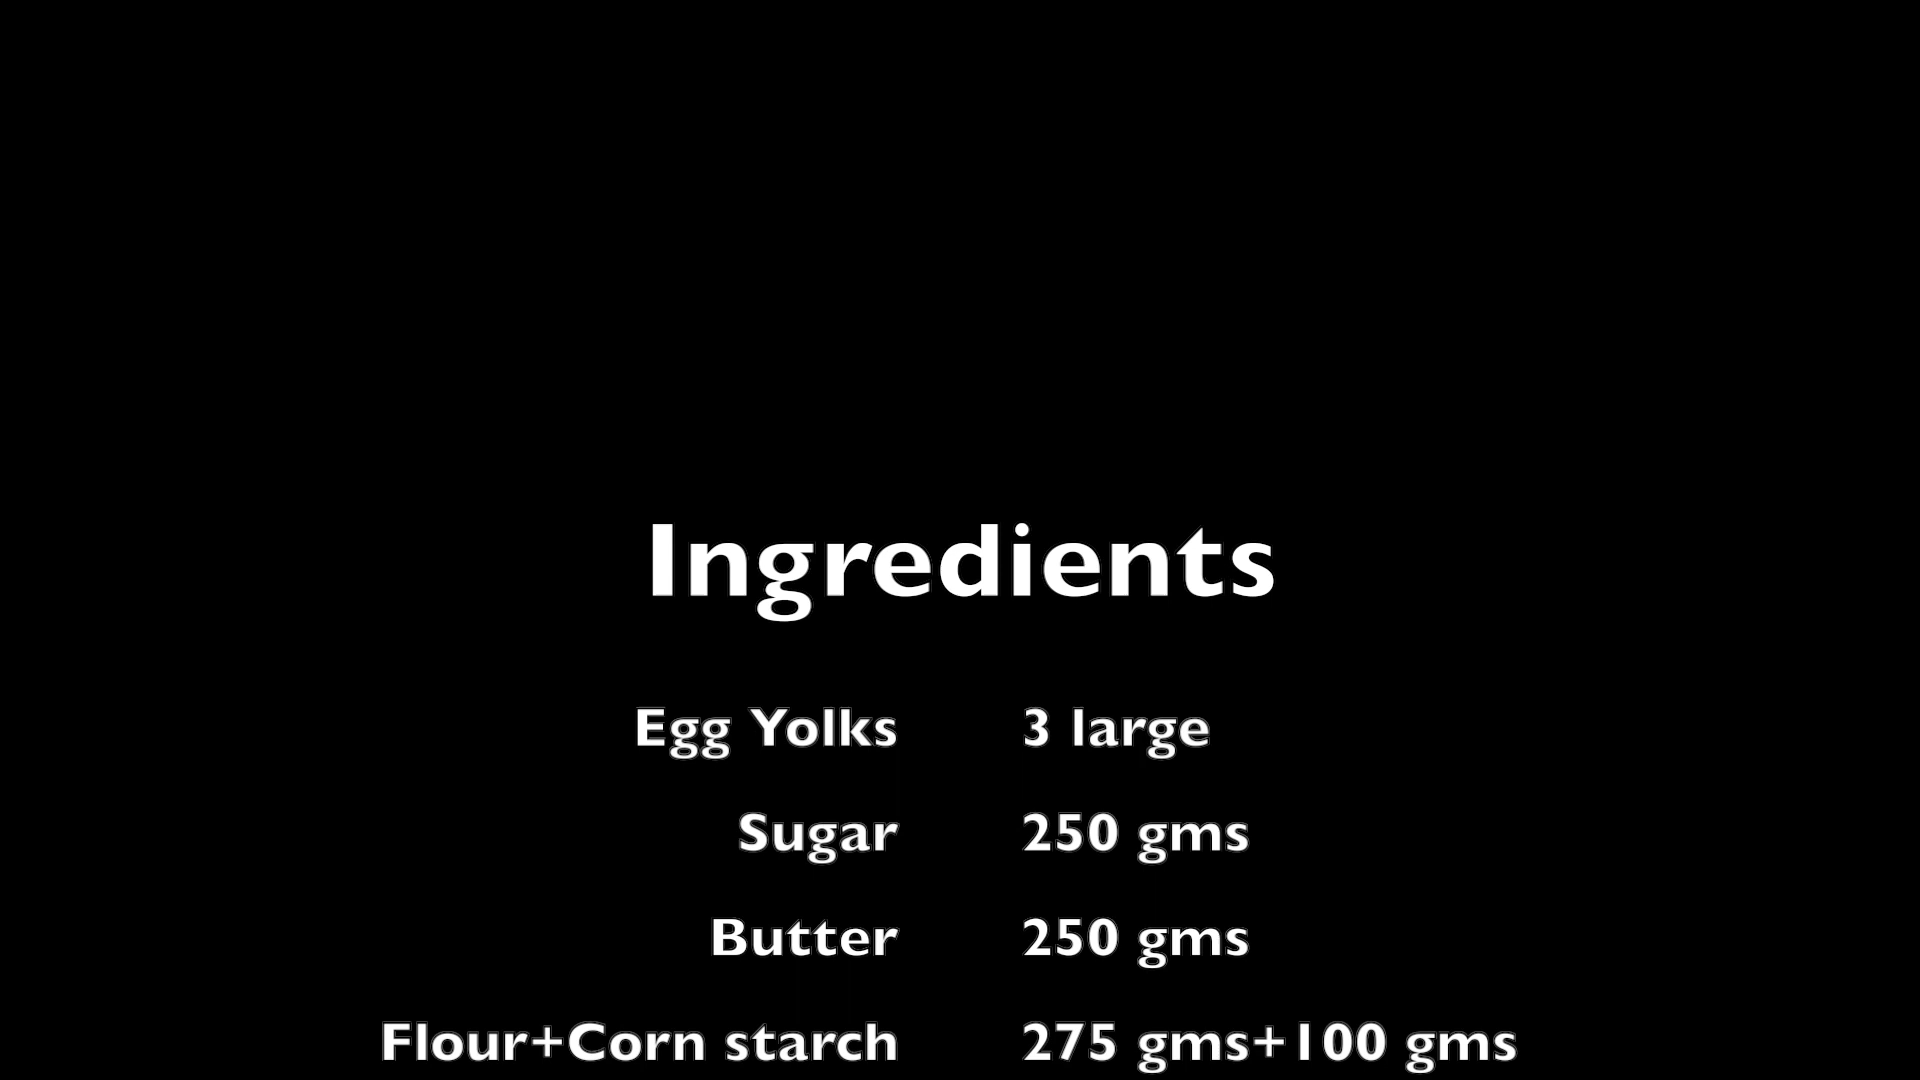 Ingredients
Egg Yolks 3 large
Sugar 250 gms
Butter 250 gms
Flour+Corn starch 275 gms+100 gms